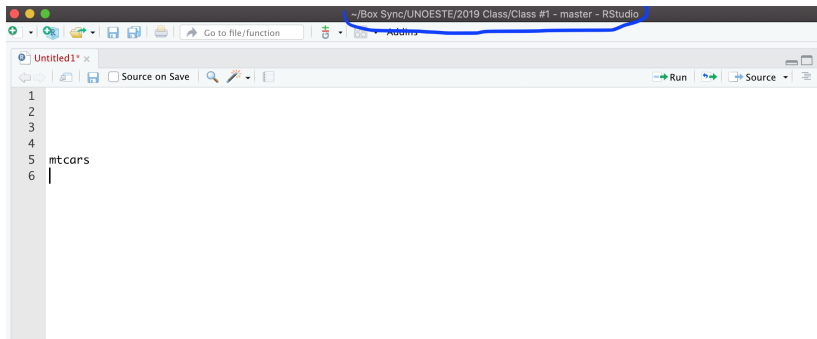 ~/Box Sync/UNOESTE/2019 Class/Class #1 - master - RStudio
Go to file/function Addins
Untitled1* ×
Source on Save Run Source
1
2
3
4
5 mtcars
6